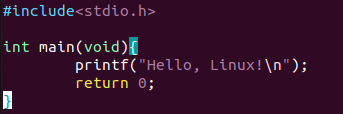 #include<stdio.h>

int main(void){
        printf("Hello, Linux!\n");
        return 0;
}